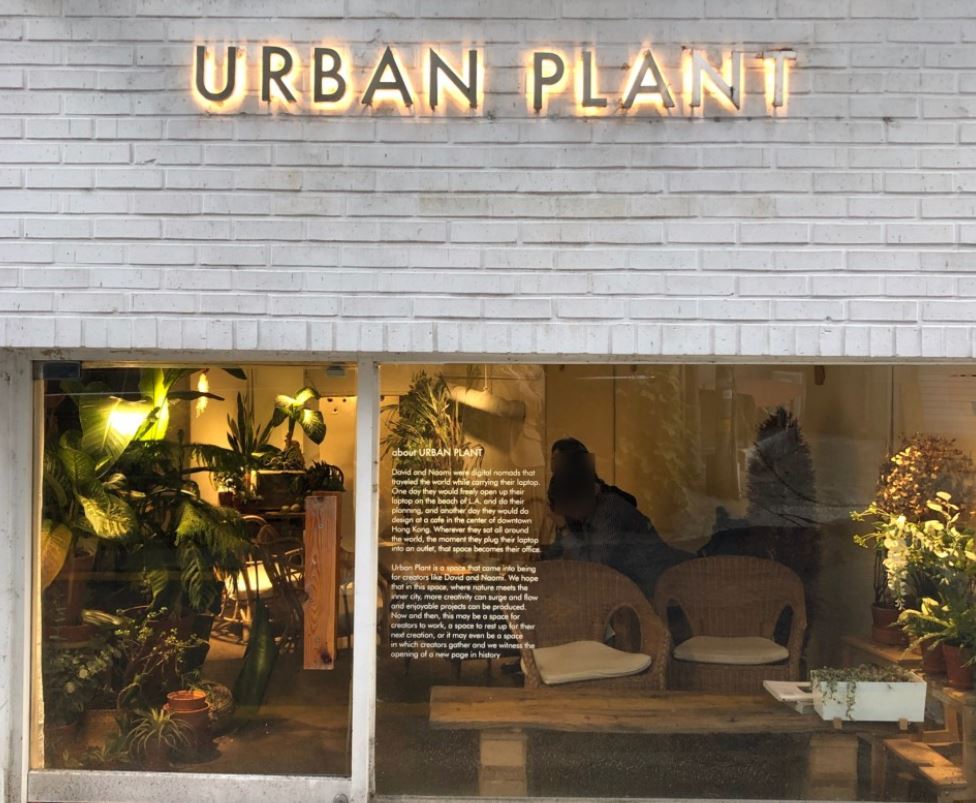 URBAN PLANT
about URBAN PLANT
David and Naomi were digital nomads that
traveled the world while carrying their laptop.
One day they would freely open up their
laptop on the beach of L.A. and do their
planning, and another day they would do
design at a cafe in the center of downtown
Hong Kong. Wherever they sat all around
the world, the moment they plug their laptop
into an outlet, that space becomes their office.
Urban Plant is a space that came into being
for creators like David and Naomi. We hope
that in this space, where nature meets the
inner city, more creativity can surge and flow
and enjoyable projects can be produced.
Now and then, this may be a space for
creators to work, a space to rest up for their
next creation, or it may even be a space
in which creators gather and we witness the
opening of a new page in history